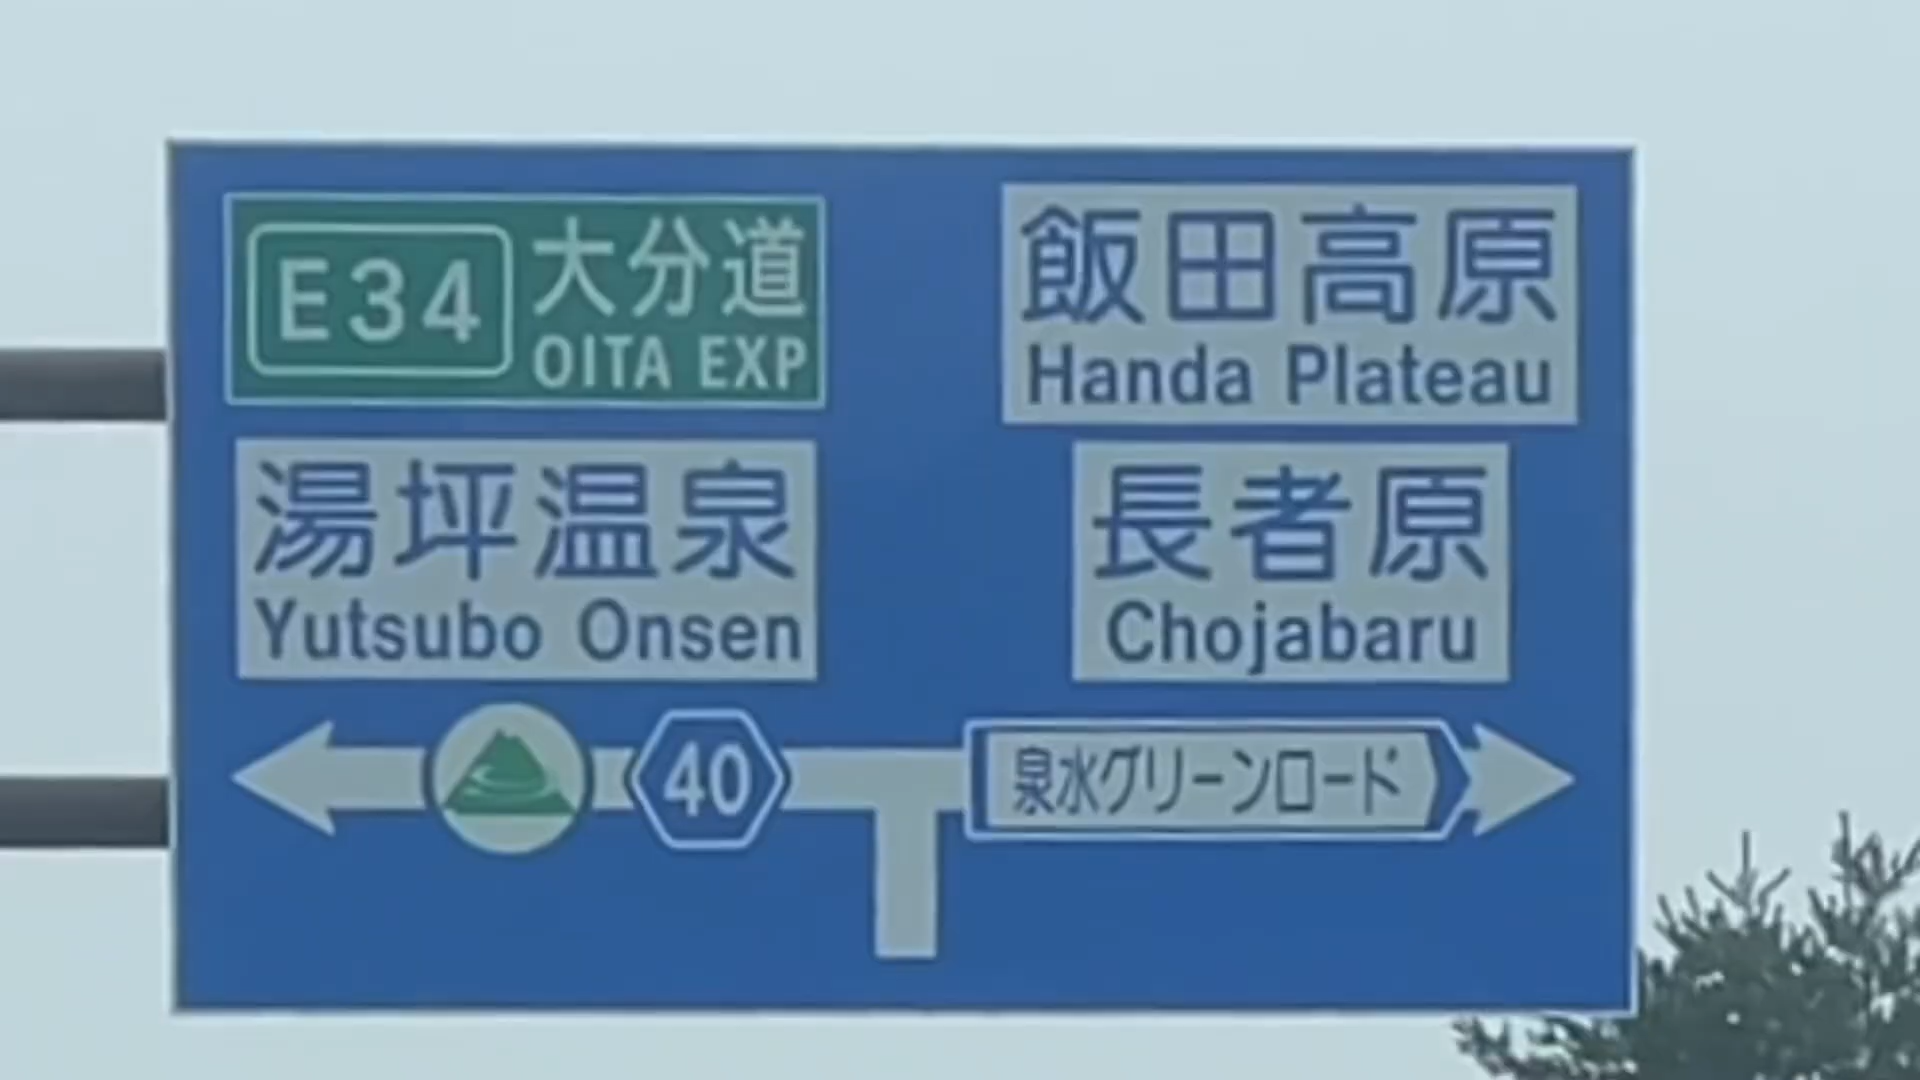 E34 大分道
OITA EXP
湯坪温泉
Yutsubo Onsen
飯田高原
Handa Plateau
長者原
Chojabaru
40
泉水グリーンロード